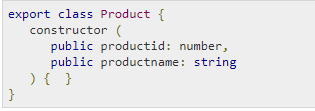 export class Product {
   constructor (
      public productid: number,
      public productname: string
   ) {  }
}